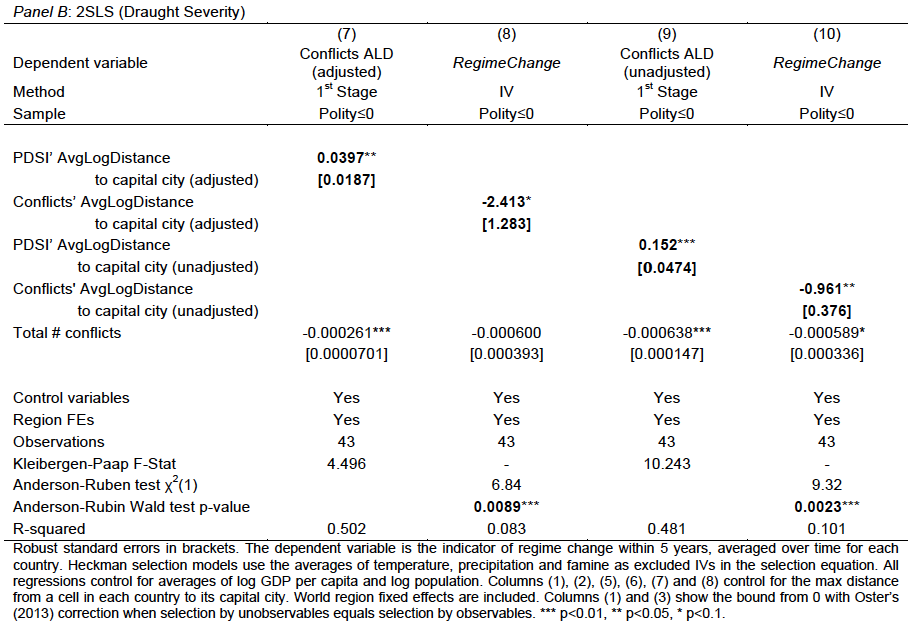 Panel B: 2SLS (Draught Severity)
(7) (8) (9) (10)
Dependent variable Conflicts ALD (adjusted) RegimeChange Conflicts ALD (unadjusted) RegimeChange
Method 1st Stage IV 1st Stage IV
Sample Polity≤0 Polity≤0 Polity≤0 Polity≤0
PDSI’ AvgLogDistance 0.0397**
to capital city (adjusted) [0.0187]
Conflicts’ AvgLogDistance -2.413*
to capital city (adjusted) [1.283]
PDSI’ AvgLogDistance 0.152***
to capital city (unadjusted) [0.0474]
Conflicts' AvgLogDistance -0.961**
to capital city (unadjusted) [0.376]
Total # conflicts -0.000261*** -0.000600 -0.000638*** -0.000589*
[0.0000701] [0.000393] [0.000147] [0.000336]
Control variables Yes Yes Yes Yes
Region FEs Yes Yes Yes Yes
Observations 43 43 43 43
Kleibergen-Paap F-Stat 4.496 - 10.243 -
Anderson-Ruben test χ2(1) 6.84 9.32
Anderson-Rubin Wald test p-value 0.0089*** 0.0023***
R-squared 0.502 0.083 0.481 0.101
Robust standard errors in brackets. The dependent variable is the indicator of regime change within 5 years, averaged over time for each
country. Heckman selection models use the averages of temperature, precipitation and famine as excluded IVs in the selection equation. All
regressions control for averages of log GDP per capita and log population. Columns (1), (2), (5), (6), (7) and (8) control for the max distance
from a cell in each country to its capital city. World region fixed effects are included. Columns (1) and (3) show the bound from 0 with Oster’s
(2013) correction when selection by unobservables equals selection by observables. *** p<0.01, ** p<0.05, * p<0.1.